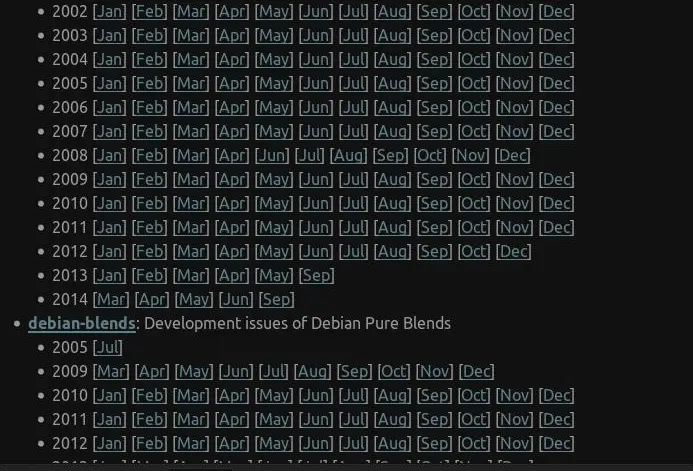 2002 [Jan] [Feb] [Mar] [Apr] [May] [Jun] [Jul] [Aug] [Sep] [Oct] [Nov] [Dec]
2003 [Jan] [Feb] [Mar] [Apr] [May] [Jun] [Jul] [Aug] [Sep] [Oct] [Nov] [Dec]
2004 [Jan] [Feb] [Mar] [Apr] [May] [Jun] [Jul] [Aug] [Sep] [Oct] [Nov] [Dec]
2005 [Jan] [Feb] [Mar] [Apr] [May] [Jun] [Jul] [Aug] [Sep] [Oct] [Nov] [Dec]
2006 [Jan] [Feb] [Mar] [Apr] [May] [Jun] [Jul] [Aug] [Sep] [Oct] [Nov] [Dec]
2007 [Jan] [Feb] [Mar] [Apr] [May] [Jun] [Jul] [Aug] [Sep] [Oct] [Nov] [Dec]
2008 [Jan] [Feb] [Mar] [Apr] [Jun] [Jul] [Aug] [Sep] [Oct] [Nov] [Dec]
2009 [Jan] [Feb] [Mar] [Apr] [May] [Jun] [Jul] [Aug] [Sep] [Oct] [Nov] [Dec]
2010 [Jan] [Feb] [Mar] [Apr] [May] [Jun] [Jul] [Aug] [Sep] [Oct] [Nov] [Dec]
2011 [Jan] [Feb] [Mar] [Apr] [May] [Jun] [Jul] [Aug] [Sep] [Oct] [Nov] [Dec]
2012 [Jan] [Feb] [Mar] [Apr] [May] [Jun] [Jul] [Aug] [Sep] [Oct] [Dec]
2013 [Jan] [Feb] [Mar] [Apr] [May] [Sep]
2014 [Mar] [Apr] [May] [Jun] [Sep]
debian-blends: Development issues of Debian Pure Blends
2005 [Jul]
2009 [Mar] [Apr] [May] [Jun] [Jul] [Aug] [Sep] [Oct] [Nov] [Dec]
2010 [Jan] [Feb] [Mar] [Apr] [May] [Jun] [Jul] [Aug] [Sep] [Oct] [Nov] [Dec]
2011 [Jan] [Feb] [Mar] [Apr] [May] [Jun] [Jul] [Aug] [Sep] [Oct] [Nov] [Dec]
2012 [Jan] [Feb] [Mar] [Apr] [May] [Jun] [Jul] [Aug] [Sep] [Oct] [Nov] [Dec]